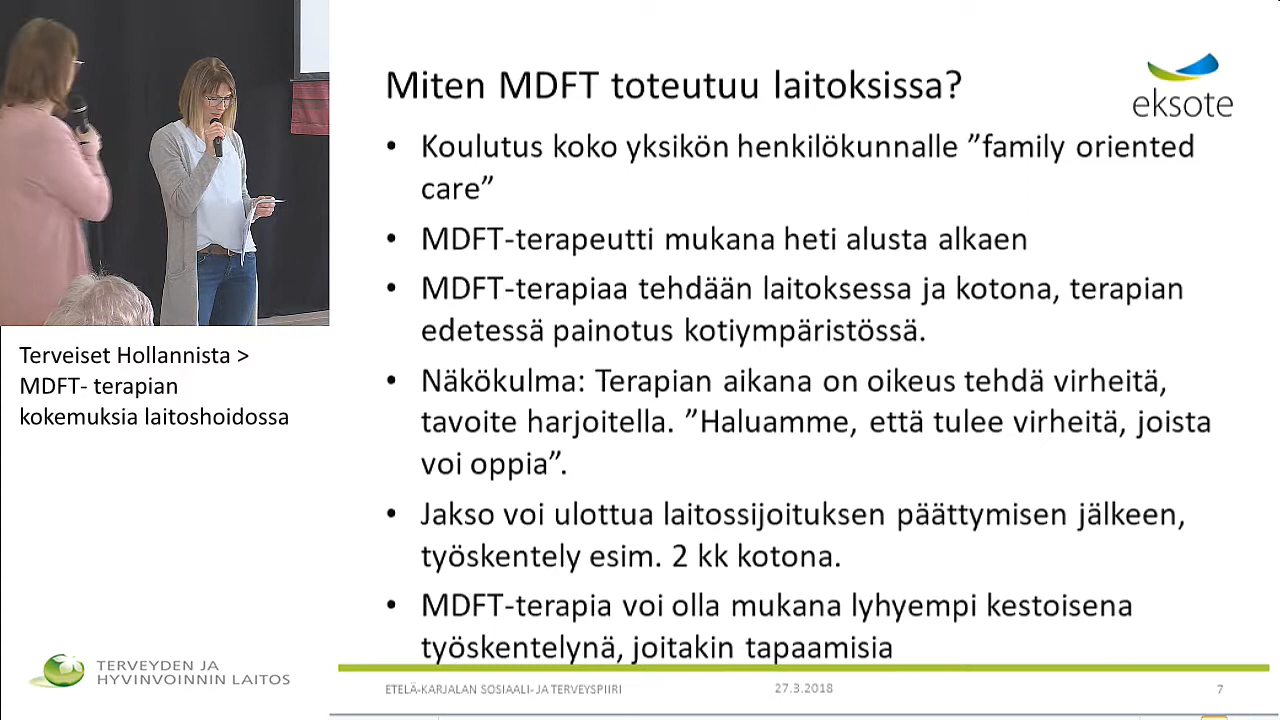 Miten MDFT toteutuu laitoksissa?
eksote
• Koulutus koko yksikön henkilökunnalle ”family oriented
care”
• MDFT-terapeutti mukana heti alusta alkaen
• MDFT-terapiaa tehdään laitoksessa ja kotona, terapian
edetessä painotus kotiympäristössä.
• Näkökulma: Terapian aikana on oikeus tehdä virheitä,
tavoite harjoitella. ”Haluamme, että tulee virheitä, joista
voi oppia”.
• Jakso voi ulottua laitossijoituksen päättymisen jälkeen,
työskentely esim. 2 kk kotona.
• MDFT-terapia voi olla mukana lyhyempi kestoisena
työskentelynä, joitakin tapaamisia
ETELÄ-KARJALAN SOSIAALI- JA TERVEYSPIIRI
27.3.2018
7
Terveiset Hollannista >
MDFT- terapian
kokemuksia laitoshoidossa
TERVEYDEN JA
HYVINVOINNIN LAITOS